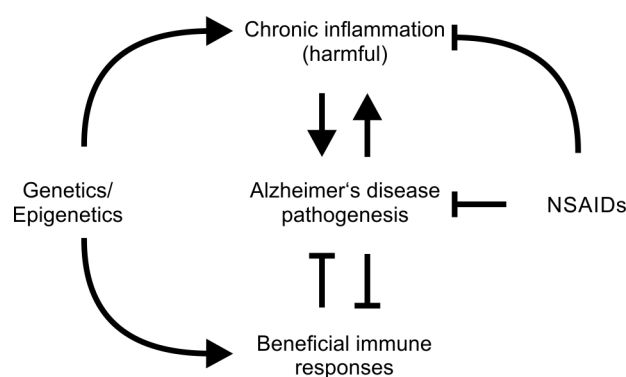 Chronic inflammation
(harmful)
Genetics/
Epigenetics
Alzheimer‘s disease
pathogenesis
NSAIDs
Beneficial immune
responses